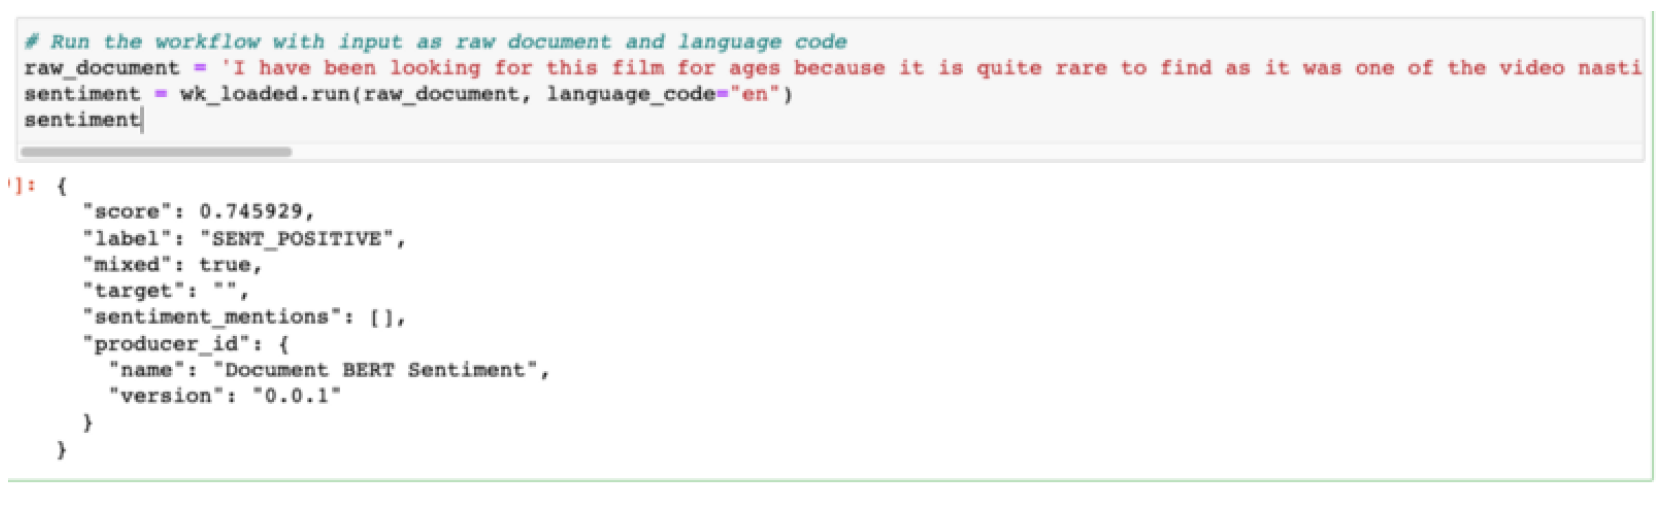 # Run the workflow with input as raw document and language code
raw_document = 'I have been looking for this film for ages because it is quite rare to find as it was one of the video nasti
sentiment = wk_loaded.run(raw_document, language_code="en")
sentiment
]: {
"score": 0.745929,
"label": "SENT_POSITIVE",
"mixed": true,
"target": "",
"sentiment_mentions": [],
"producer_id": {
"name": "Document BERT Sentiment",
"version": "0.0.1"
}
}